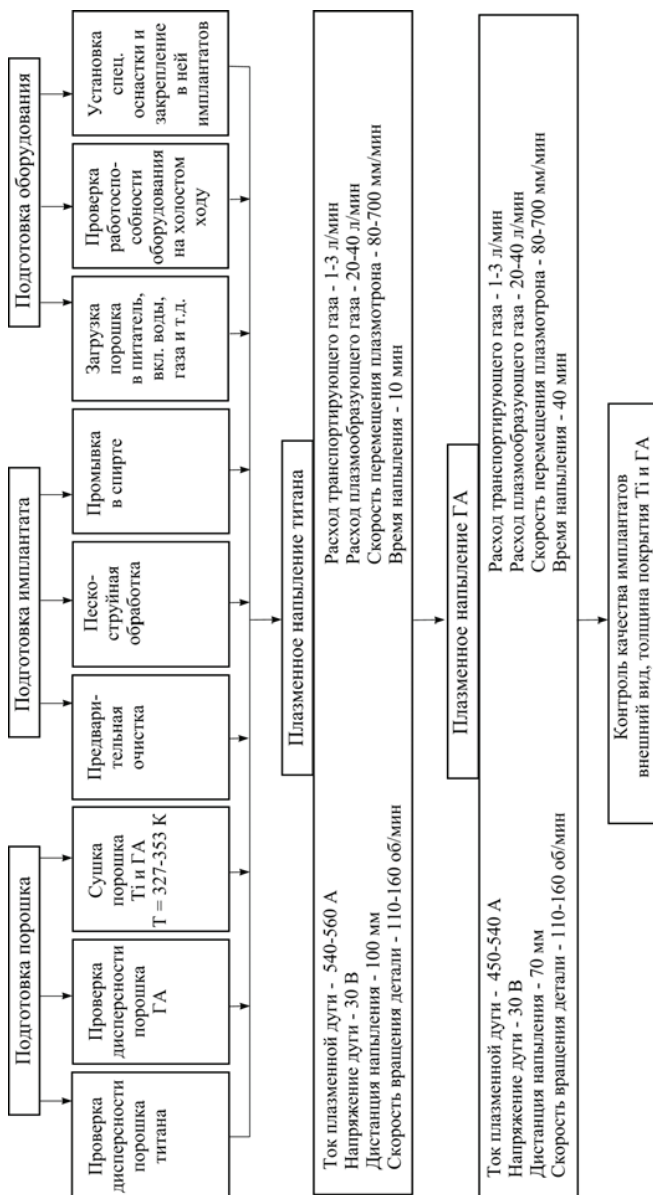 Подготовка порошка
Проверка
дисперсности
порошка
титана
Проверка
дисперсности
порошка
ГА
Сушка
порошка
Ti и ГА
Т = 327-353 К
Подготовка имплантата
Предвари-
тельная
очистка
Песко-
струйная
обработка
Промывка
в спирте
Подготовка оборудования
Загрузка
порошка
в питатель,
вкл. воды,
газа и т.д.
Проверка
работоспо-
собности
оборудования
на холостом
ходу
Установка
спец.
оснастки и
закрепление
в ней
имплантатов
Плазменное напыление титана
Ток плазменной дуги - 540-560 А
Напряжение дуги - 30 В
Дистанция напыления - 100 мм
Скорость вращения детали - 110-160 об/мин
Расход транспортирующего газа - 1-3 л/мин
Расход плазмообразующего газа - 20-40 л/мин
Скорость перемещения плазмотрона - 80-700 мм/мин
Время напыления - 10 мин
Плазменное напыление ГА
Ток плазменной дуги - 450-540 А
Напряжение дуги - 30 В
Дистанция напыления - 70 мм
Скорость вращения детали - 110-160 об/мин
Расход транспортирующего газа - 1-3 л/мин
Расход плазмообразующего газа - 20-40 л/мин
Скорость перемещения плазмотрона - 80-700 мм/мин
Время напыления - 40 мин
Контроль качества имплантатов
внешний вид, толщина покрытия Ti и ГА